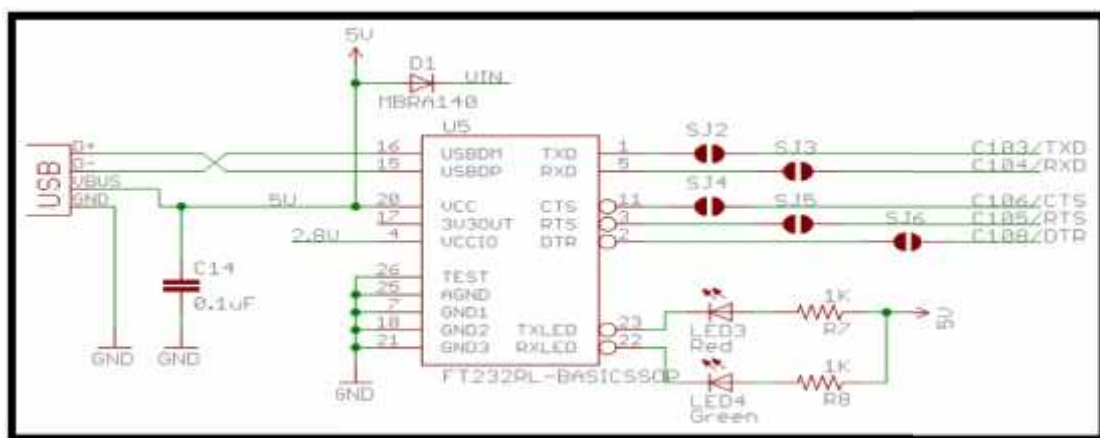 5V
D1
VIN
MBRA140
U5
USB
D+
D-
VBUS
GND
16 USBDM TXD 1
15 USBDP RXD 5
5V 20 VCC CTS 11
17 3V3OUT RTS 3
2.8V 4 VCCIO DTR 2
26 TEST
25 AGND
7 GND1
18 GND2 TXLED 23
21 GND3 RXLED 22
FT232RL-BASICSSOP
SJ2
SJ3
SJ4
SJ5
SJ6
C103/TXD
C104/RXD
C106/CTS
C105/RTS
C108/DTR
C14
0.1uF
GND
GND
GND
LED3
Red
1K
R7
5V
LED4
Green
1K
R8